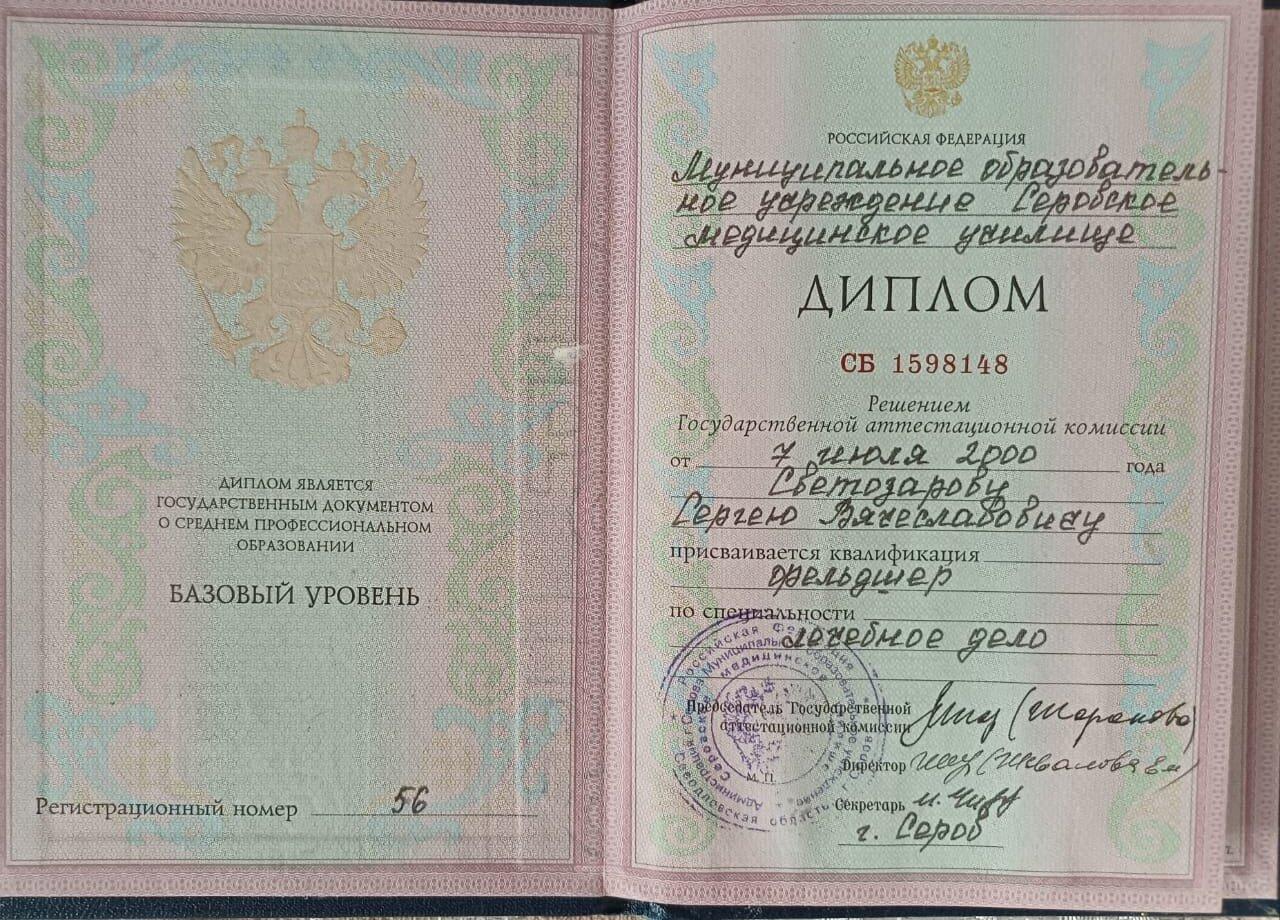 ДИПЛОМ ЯВЛЯЕТСЯ
ГОСУДАРСТВЕННЫМ ДОКУМЕНТОМ
О СРЕДНЕМ ПРОФЕССИОНАЛЬНОМ
ОБРАЗОВАНИИ
БАЗОВЫЙ УРОВЕНЬ
Регистрационный номер 56
РОССИЙСКАЯ ФЕДЕРАЦИЯ
Муниципальное образователь-
ное учреждение Серовское
медицинское училище
ДИПЛОМ
СБ 1598148
Решением
Государственной аттестационной комиссии
от 7 июля 2000 года
Светозарову
Сергею Вячеславовичу
присваивается квалификация
фельдшер
по специальности
лечебное дело
Председатель Государственной
аттестационной комиссии
Директор
Секретарь
М.П.
г. Серов